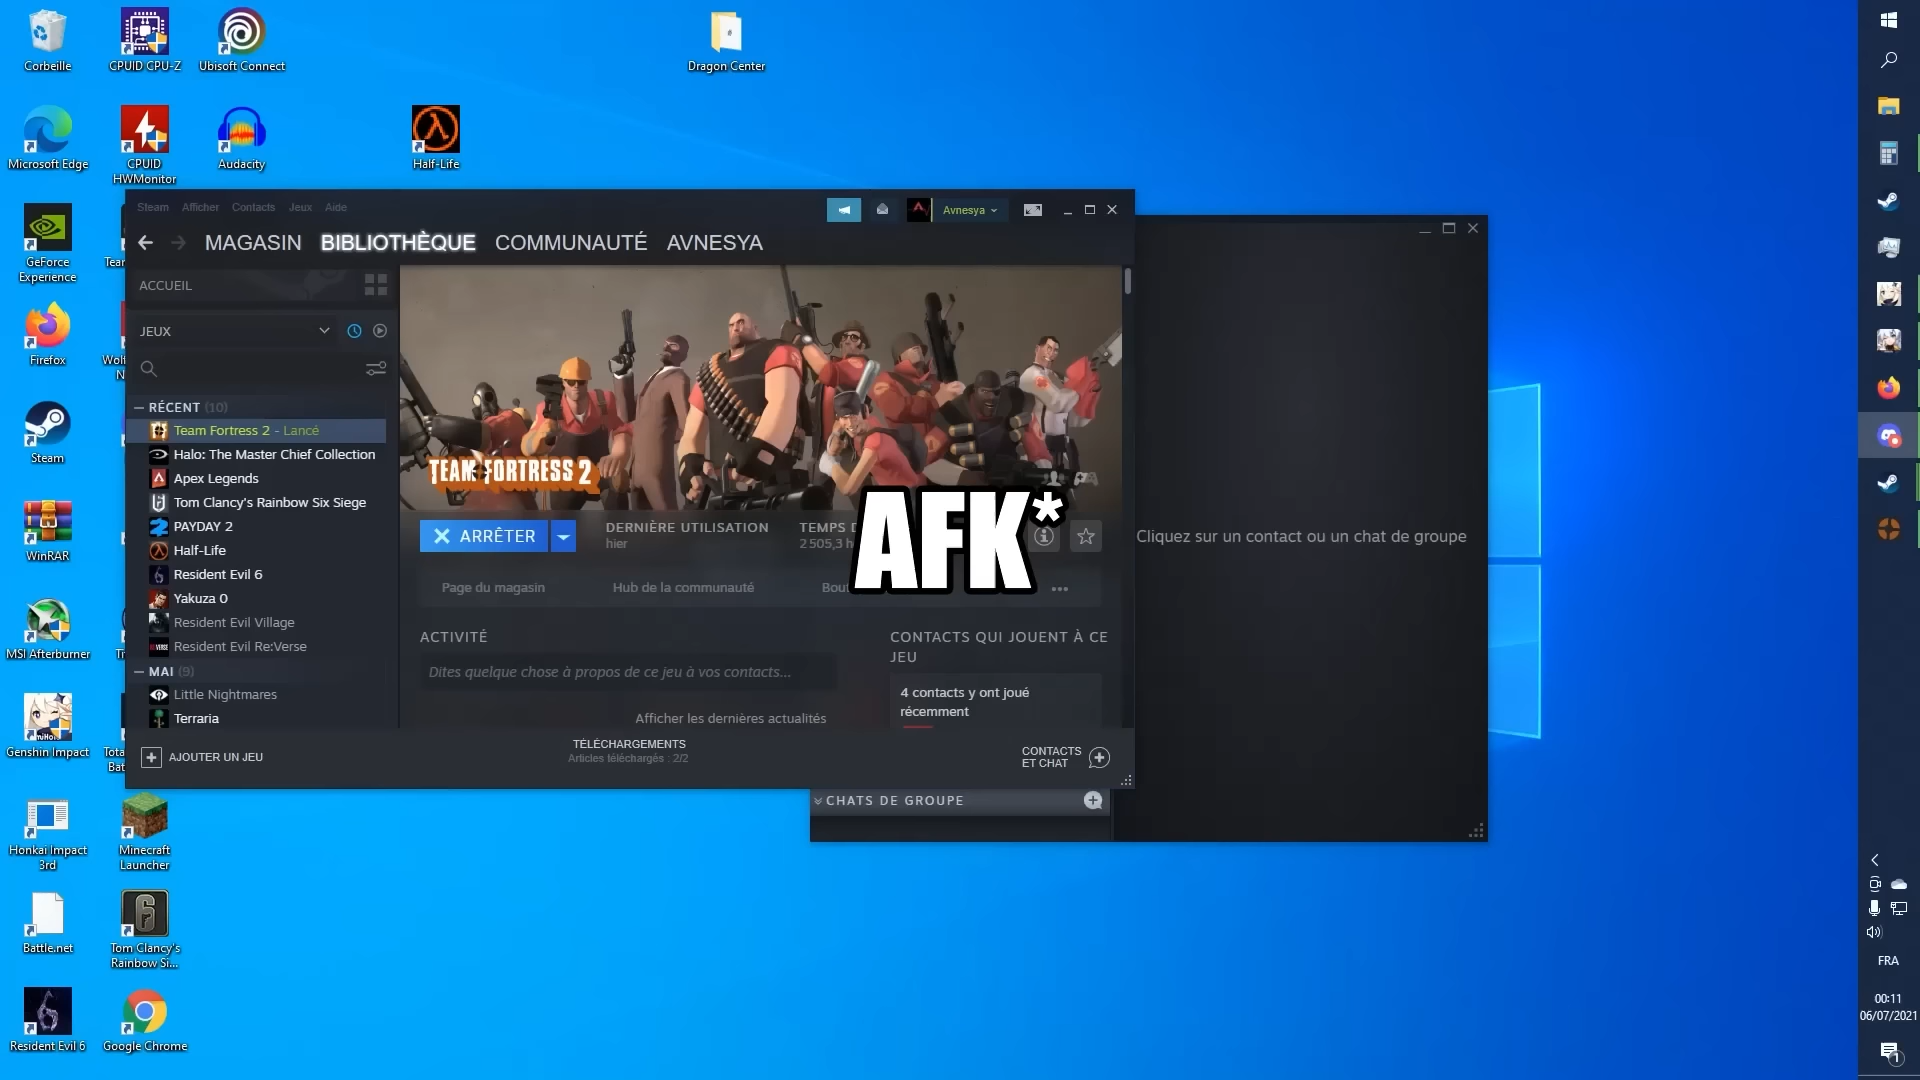 Corbeille
CPUID CPU-Z
Ubisoft Connect
Dragon Center
Microsoft Edge
CPUID
HWMonitor
Audacity
Half-Life
GeForce
Experience
Firefox
Steam
WinRAR
MSI Afterburner
Genshin Impact
Honkai Impact
3rd
Minecraft
Launcher
Battle.net
Tom Clancy's
Rainbow Si...
Resident Evil 6
Google Chrome
Steam Afficher Contacts Jeux Aide
Avnesya
MAGASIN BIBLIOTHÈQUE COMMUNAUTÉ AVNESYA
ACCUEIL
JEUX
RÉCENT (10)
Team Fortress 2 - Lancé
Halo: The Master Chief Collection
Apex Legends
Tom Clancy's Rainbow Six Siege
PAYDAY 2
Half-Life
Resident Evil 6
Yakuza 0
Resident Evil Village
Resident Evil Re:Verse
MAI (9)
Little Nightmares
Terraria
AJOUTER UN JEU
TEAM FORTRESS 2
ARRÊTER
DERNIÈRE UTILISATION
hier
TEMPS D
2 505,3 h
AFK*
Page du magasin
Hub de la communauté
Bout
ACTIVITÉ
Dites quelque chose à propos de ce jeu à vos contacts...
Afficher les dernières actualités
CONTACTS QUI JOUENT À CE
JEU
4 contacts y ont joué
récemment
TÉLÉCHARGEMENTS
Articles téléchargés : 2/2
CONTACTS
ET CHAT
CHATS DE GROUPE
Cliquez sur un contact ou un chat de groupe
FRA
00:11
06/07/2021
1